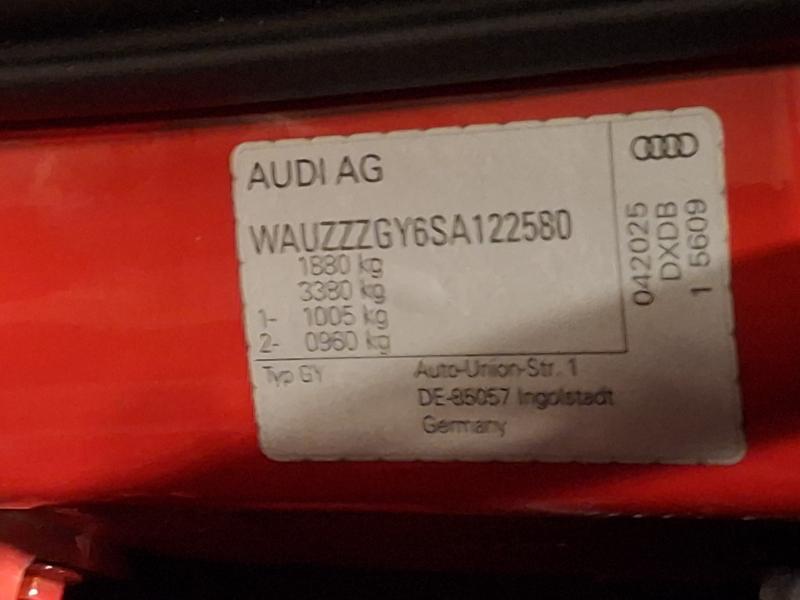 AUDI AG
WAUZZZGY6SA122580
1880 kg
3380 kg
1- 1005 kg
2- 0960 kg
Typ GY
Auto-Union-Str. 1
DE-85057 Ingolstadt
Germany
042025
DXDB
1 5609